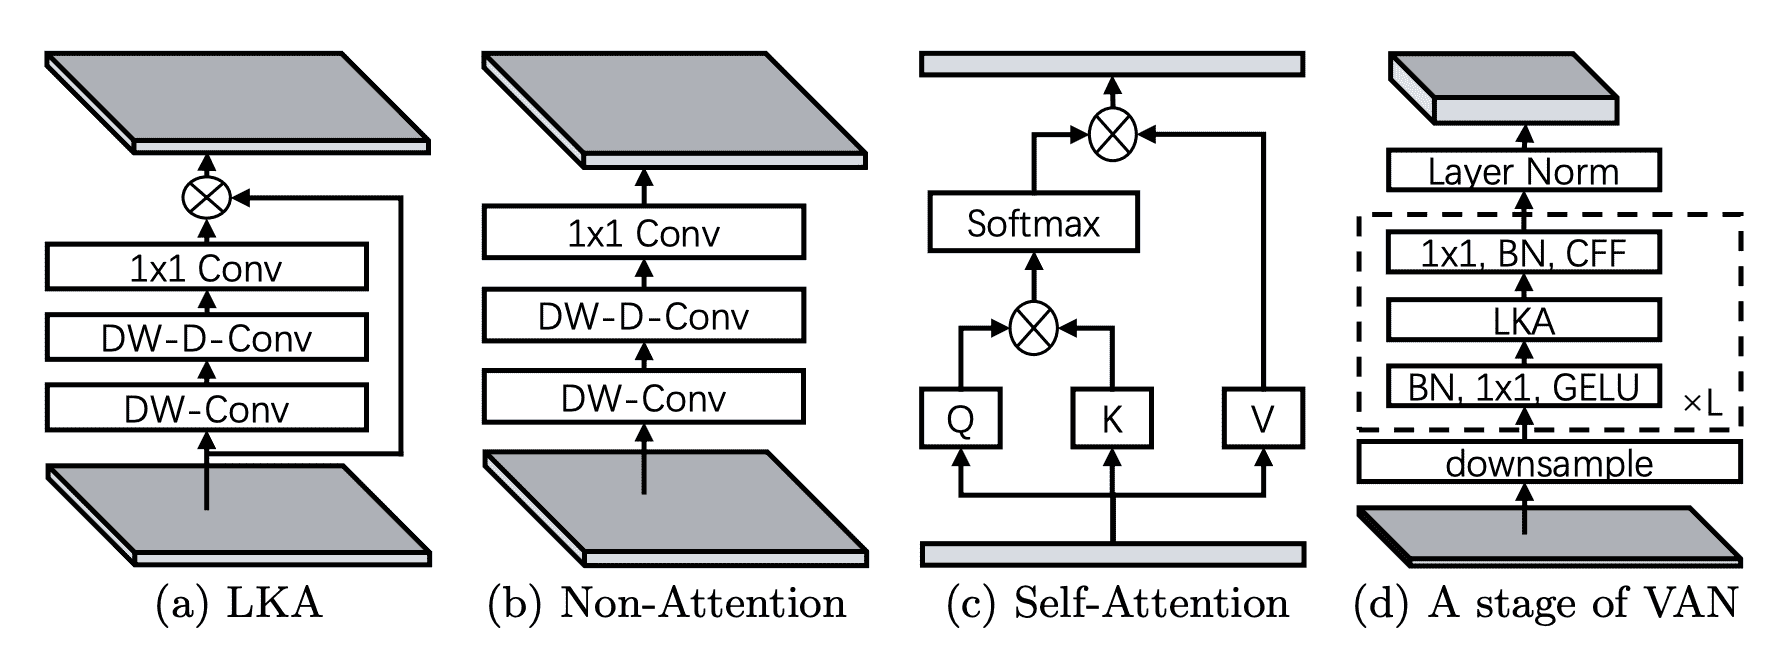 1x1 Conv
DW-D-Conv
DW-Conv
(a) LKA
1x1 Conv
DW-D-Conv
DW-Conv
(b) Non-Attention
Softmax
Q K V
(c) Self-Attention
Layer Norm
1x1, BN, CFF
LKA
BN, 1x1, GELU
×L
downsample
(d) A stage of VAN